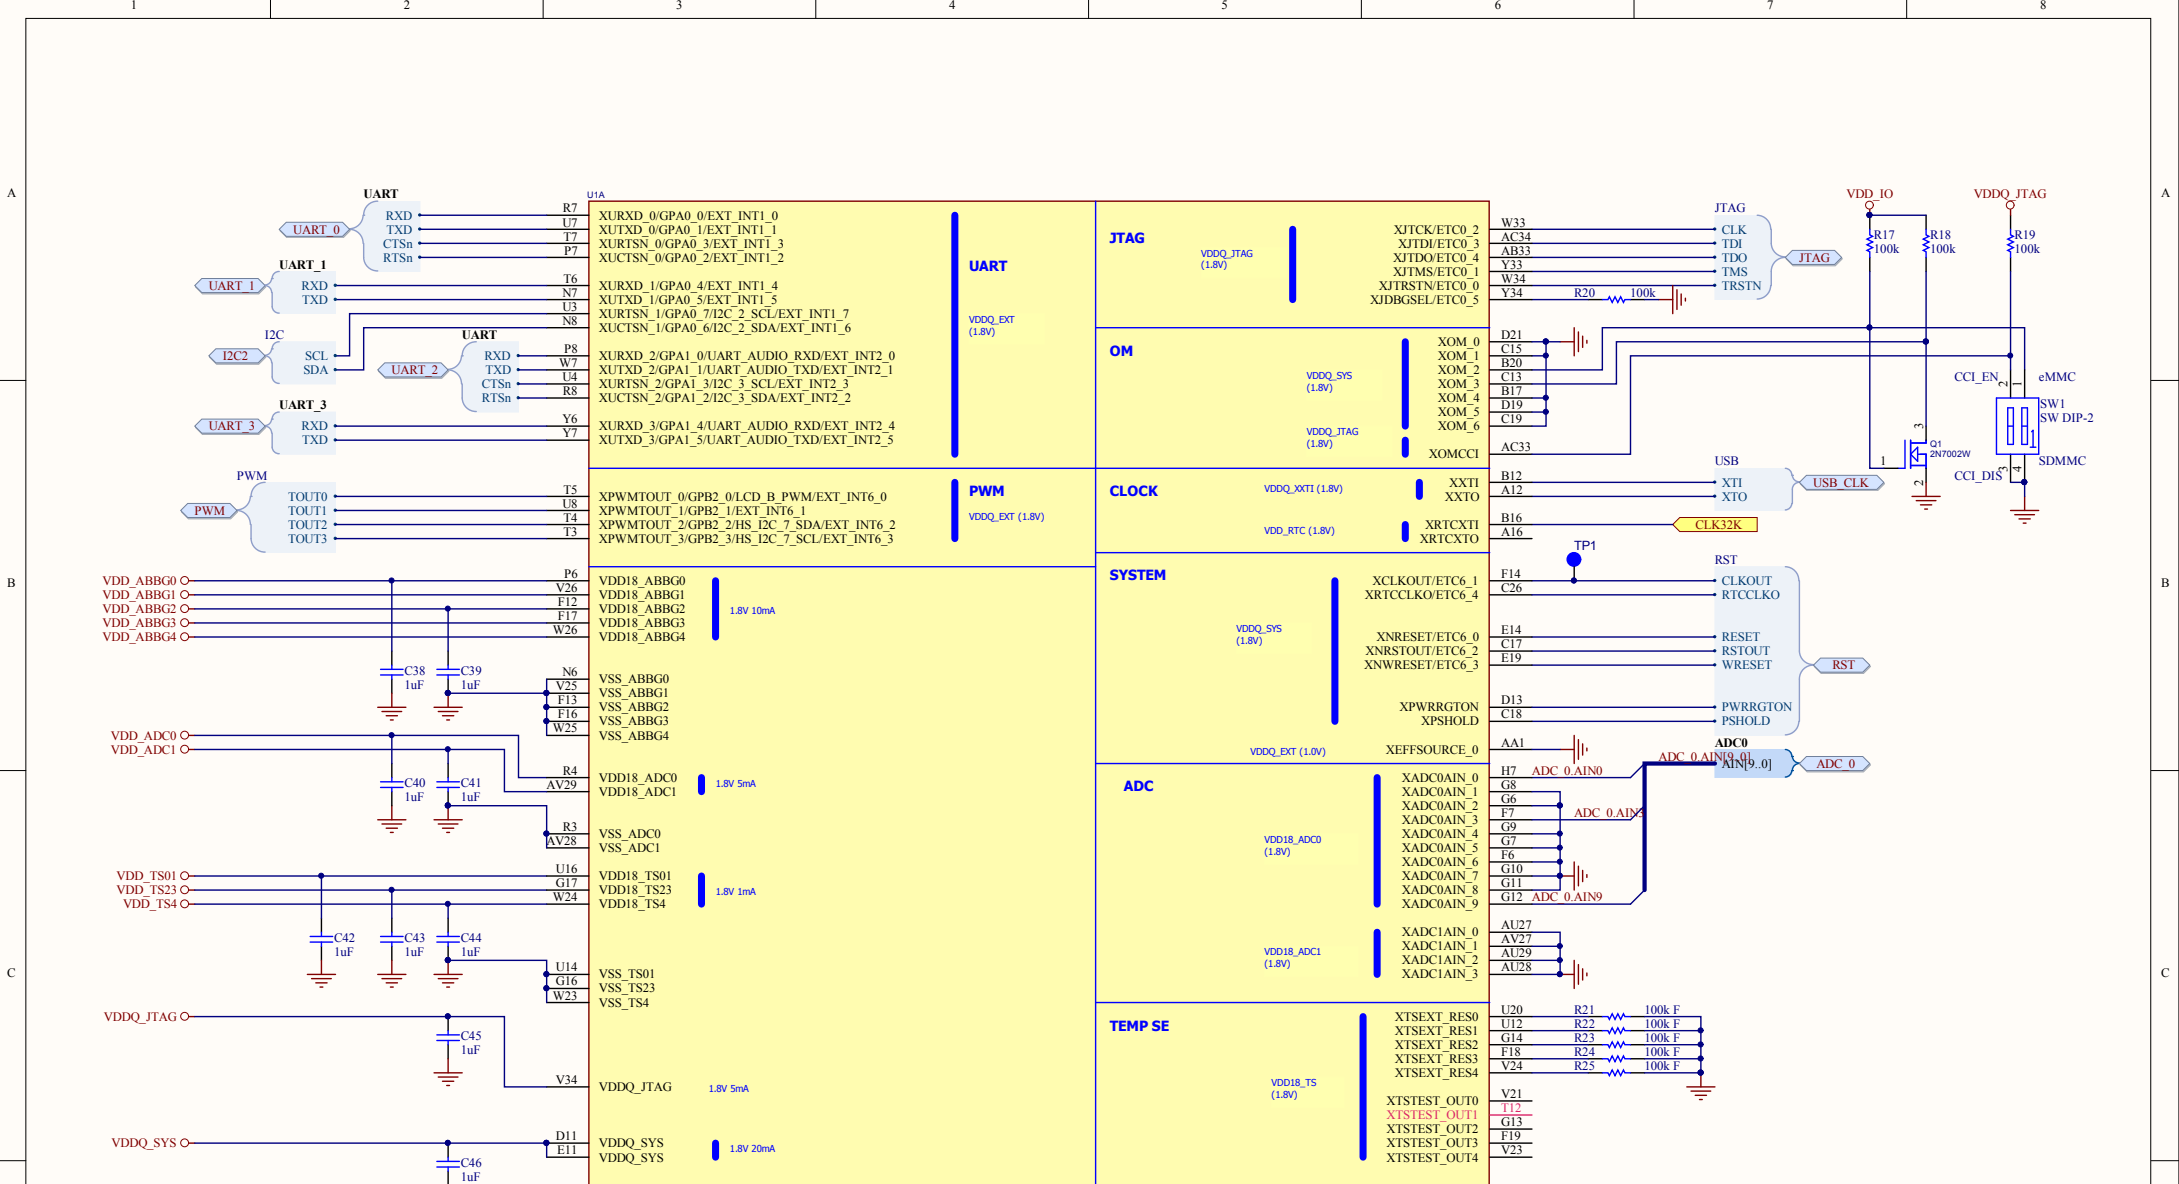 1 2 3 4 5 6 7 8
A A
B B
C C
U1A
UART
RXD
TXD
CTSn
RTSn
UART_0
UART_1
RXD
TXD
UART_1
I2C
SCL
SDA
I2C2
UART
RXD
TXD
CTSn
RTSn
UART_2
UART_3
RXD
TXD
UART_3
PWM
TOUT0
TOUT1
TOUT2
TOUT3
PWM
R7 XURXD_0/GPA0_0/EXT_INT1_0
U7 XUTXD_0/GPA0_1/EXT_INT1_1
T7 XURTSN_0/GPA0_3/EXT_INT1_3
P7 XUCTSN_0/GPA0_2/EXT_INT1_2
T6 XURXD_1/GPA0_4/EXT_INT1_4
N7 XUTXD_1/GPA0_5/EXT_INT1_5
U3 XURTSN_1/GPA0_7/I2C_2_SCL/EXT_INT1_7
N8 XUCTSN_1/GPA0_6/I2C_2_SDA/EXT_INT1_6
P8 XURXD_2/GPA1_0/UART_AUDIO_RXD/EXT_INT2_0
W7 XUTXD_2/GPA1_1/UART_AUDIO_TXD/EXT_INT2_1
U4 XURTSN_2/GPA1_3/I2C_3_SCL/EXT_INT2_3
R8 XUCTSN_2/GPA1_2/I2C_3_SDA/EXT_INT2_2
Y6 XURXD_3/GPA1_4/UART_AUDIO_RXD/EXT_INT2_4
Y7 XUTXD_3/GPA1_5/UART_AUDIO_TXD/EXT_INT2_5
UART
VDDQ_EXT
(1.8V)
T5 XPWMTOUT_0/GPB2_0/LCD_B_PWM/EXT_INT6_0
U8 XPWMTOUT_1/GPB2_1/EXT_INT6_1
T4 XPWMTOUT_2/GPB2_2/HS_I2C_7_SDA/EXT_INT6_2
T3 XPWMTOUT_3/GPB2_3/HS_I2C_7_SCL/EXT_INT6_3
PWM
VDDQ_EXT (1.8V)
VDD_ABBG0 P6 VDD18_ABBG0
VDD_ABBG1 V26 VDD18_ABBG1
VDD_ABBG2 F12 VDD18_ABBG2
VDD_ABBG3 F17 VDD18_ABBG3
VDD_ABBG4 W26 VDD18_ABBG4
1.8V 10mA
C38
1uF
C39
1uF
N6 VSS_ABBG0
V25 VSS_ABBG1
F13 VSS_ABBG2
F16 VSS_ABBG3
W25 VSS_ABBG4
VDD_ADC0
VDD_ADC1
C40
1uF
C41
1uF
R4 VDD18_ADC0
AV29 VDD18_ADC1
1.8V 5mA
R3 VSS_ADC0
AV28 VSS_ADC1
VDD_TS01 U16 VDD18_TS01
VDD_TS23 G17 VDD18_TS23
VDD_TS4 W24 VDD18_TS4
1.8V 1mA
C42
1uF
C43
1uF
C44
1uF
U14 VSS_TS01
G16 VSS_TS23
W23 VSS_TS4
VDDQ_JTAG
C45
1uF
V34 VDDQ_JTAG 1.8V 5mA
VDDQ_SYS D11 VDDQ_SYS
E11 VDDQ_SYS
1.8V 20mA
C46
1uF
JTAG
VDDQ_JTAG
(1.8V)
XJTCK/ETC0_2 W33 CLK
XJTDI/ETC0_3 AC34 TDI
XJTDO/ETC0_4 AB33 TDO
XJTMS/ETC0_1 Y33 TMS
XJTRSTN/ETC0_0 W34 TRSTN
XJDBGSEL/ETC0_5 Y34 R20 100k
JTAG
JTAG
VDD_IO
R17
100k
R18
100k
VDDQ_JTAG
R19
100k
OM
VDDQ_SYS
(1.8V)
XOM_0 D21
XOM_1 C15
XOM_2 B20
XOM_3 C13
XOM_4 B17
XOM_5 D19
XOM_6 C19
VDDQ_JTAG
(1.8V)
XOMCCI AC33
CCI_EN 2 1 eMMC
SW1
SW DIP-2
1
CCI_DIS 3 4 SDMMC
3
Q1
2N7002W
1
2
CLOCK
VDDQ_XXTI (1.8V)
XXTI B12 XTI
XXTO A12 XTO
USB
USB_CLK
VDD_RTC (1.8V)
XRTCXTI B16 CLK32K
XRTCXTO A16
SYSTEM
TP1
RST
XCLKOUT/ETC6_1 F14 CLKOUT
XRTCCLKO/ETC6_4 C26 RTCCLKO
VDDQ_SYS
(1.8V)
XNRESET/ETC6_0 E14 RESET
XNRSTOUT/ETC6_2 C17 RSTOUT
XNWRESET/ETC6_3 E19 WRESET
RST
XPWRRGTON D13 PWRRGTON
XPSHOLD C18 PSHOLD
VDDQ_EXT (1.0V) XEFFSOURCE_0 AA1
ADC0
ADC_0.AIN[9..0]
AIN[9..0]
ADC_0
ADC
VDD18_ADC0
(1.8V)
XADC0AIN_0 H7 ADC_0.AIN0
XADC0AIN_1 G8
XADC0AIN_2 G6
XADC0AIN_3 F7 ADC_0.AIN3
XADC0AIN_4 G9
XADC0AIN_5 G7
XADC0AIN_6 F6
XADC0AIN_7 G10
XADC0AIN_8 G11
XADC0AIN_9 G12 ADC_0.AIN9
VDD18_ADC1
(1.8V)
XADC1AIN_0 AU27
XADC1AIN_1 AV27
XADC1AIN_2 AU29
XADC1AIN_3 AU28
TEMP SE
VDD18_TS
(1.8V)
XTSEXT_RES0 U20 R21 100k F
XTSEXT_RES1 U12 R22 100k F
XTSEXT_RES2 G14 R23 100k F
XTSEXT_RES3 F18 R24 100k F
XTSEXT_RES4 V24 R25 100k F
XTSTEST_OUT0 V21
XTSTEST_OUT1 T12
XTSTEST_OUT2 G13
XTSTEST_OUT3 F19
XTSTEST_OUT4 V23